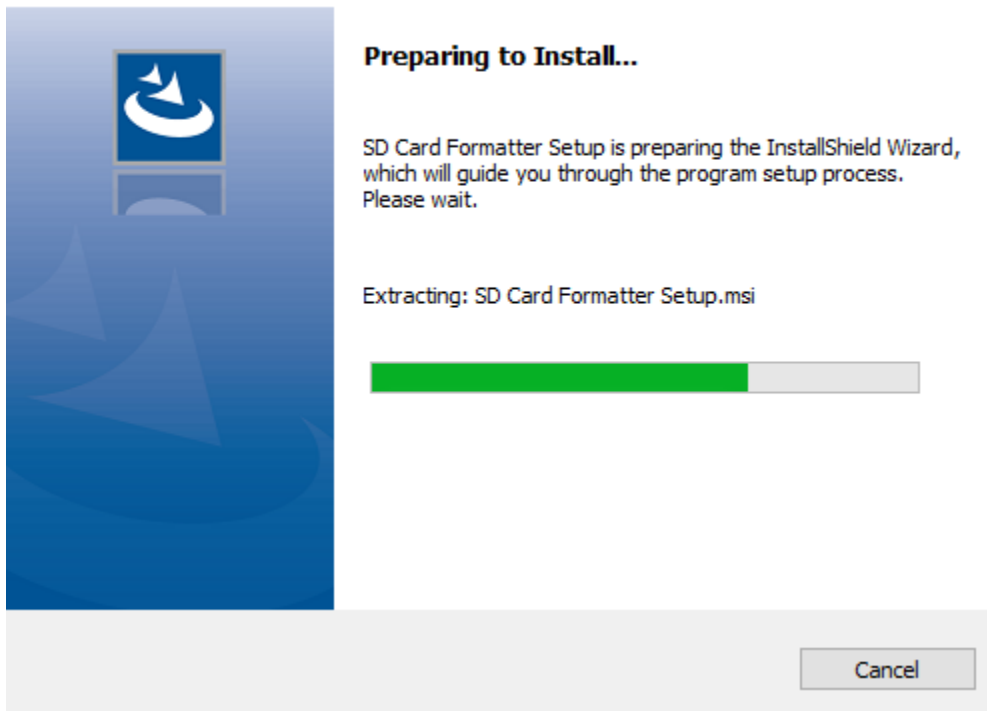 Preparing to Install...
SD Card Formatter Setup is preparing the InstallShield Wizard,
which will guide you through the program setup process.
Please wait.
Extracting: SD Card Formatter Setup.msi
Cancel